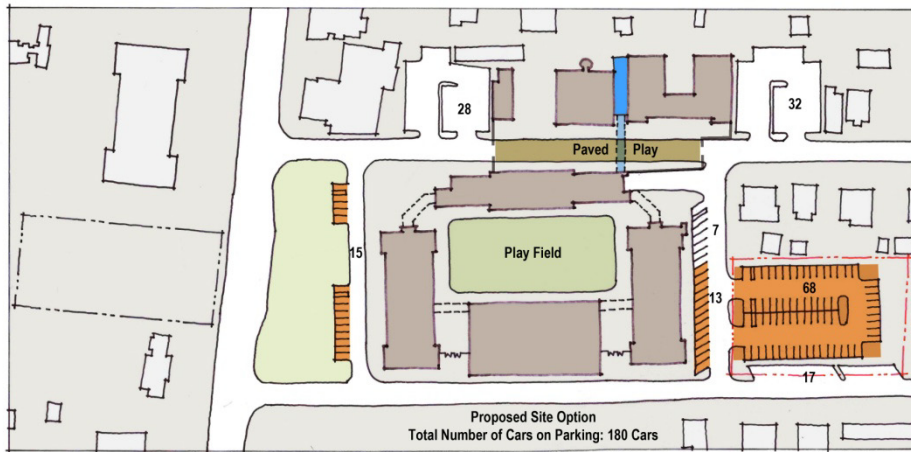 28
32
Paved Play
7
15
Play Field
68
13
17
Proposed Site Option
Total Number of Cars on Parking: 180 Cars